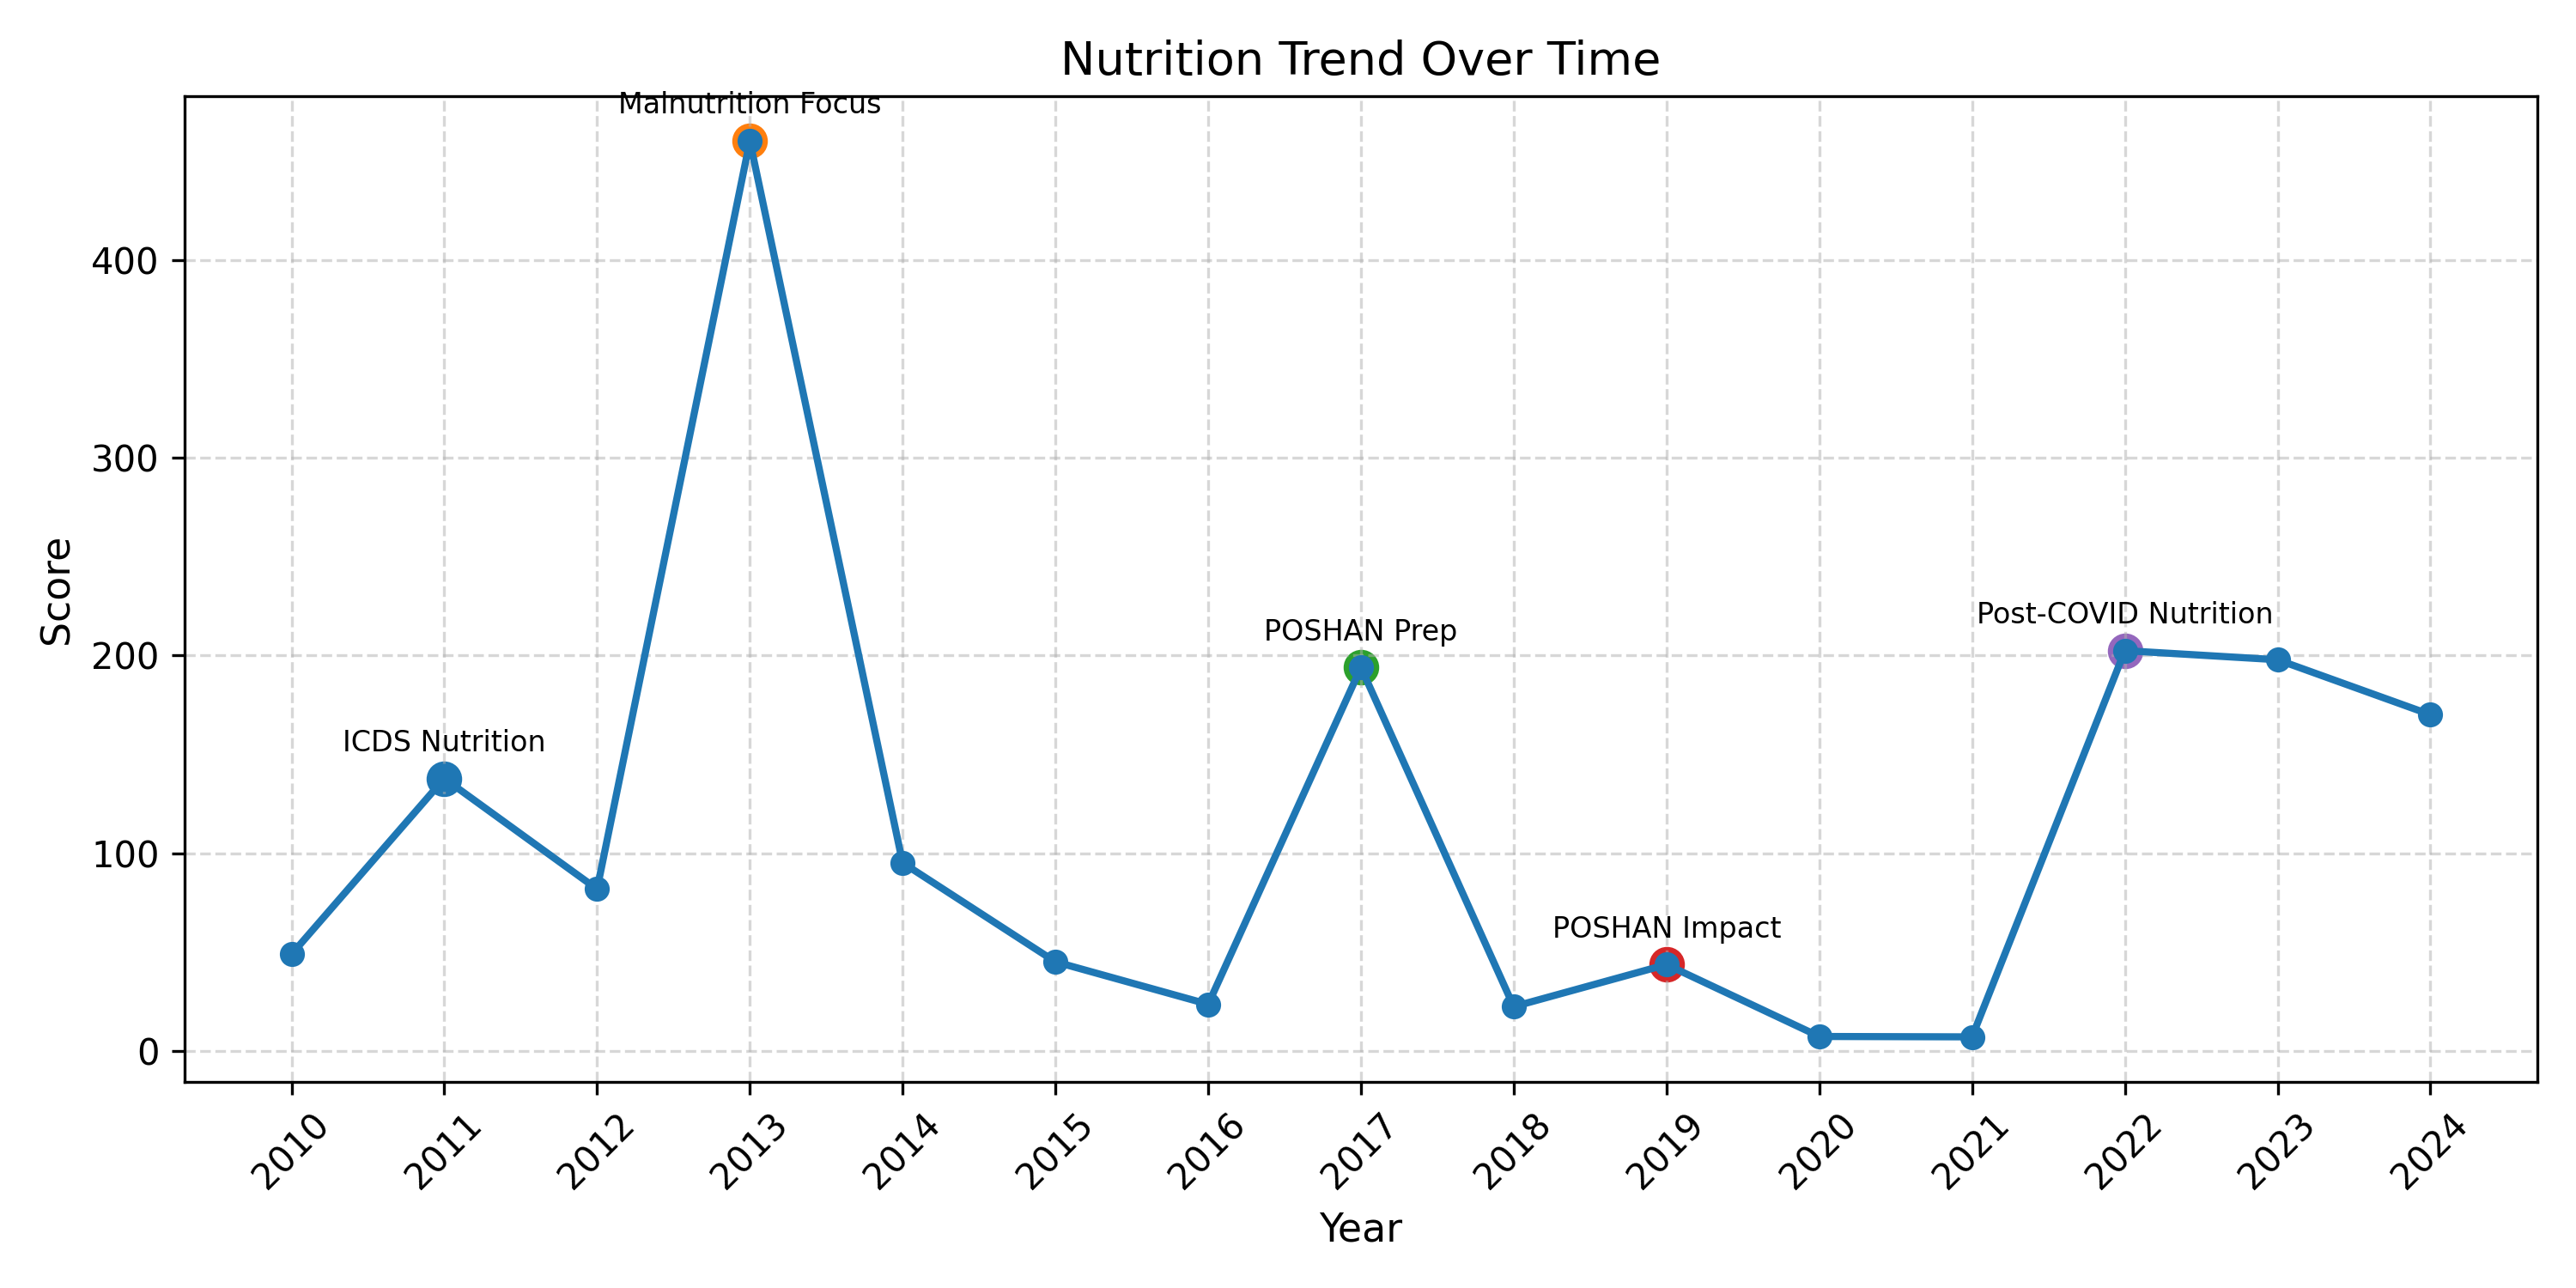 Nutrition Trend Over Time
Malnutrition Focus
400
300
Score
Post-COVID Nutrition
POSHAN Prep
200
ICDS Nutrition
100
POSHAN Impact
0
2010
2011
2012
2013
2014
2015
2016
2017
2018
2019
2020
2021
2022
2023
2024
Year